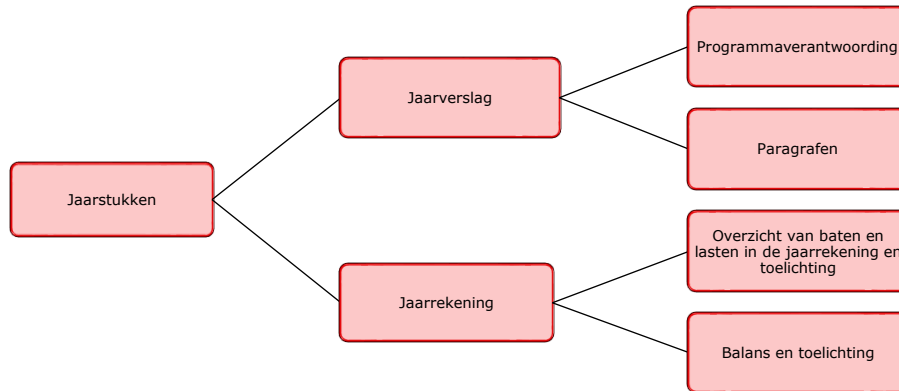 Jaarstukken
Jaarverslag
Programmaverantwoording
Paragrafen
Jaarrekening
Overzicht van baten en
lasten in de jaarrekening en
toelichting
Balans en toelichting